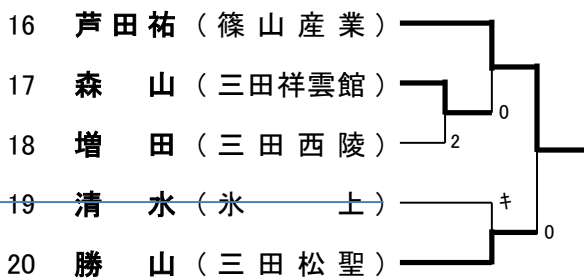 16 芦田祐（篠山産業）
17 森山（三田祥雲館）
0
18 増田（三田西陵）
2
19 清水（氷上）
キ
20 勝山（三田松聖）
0